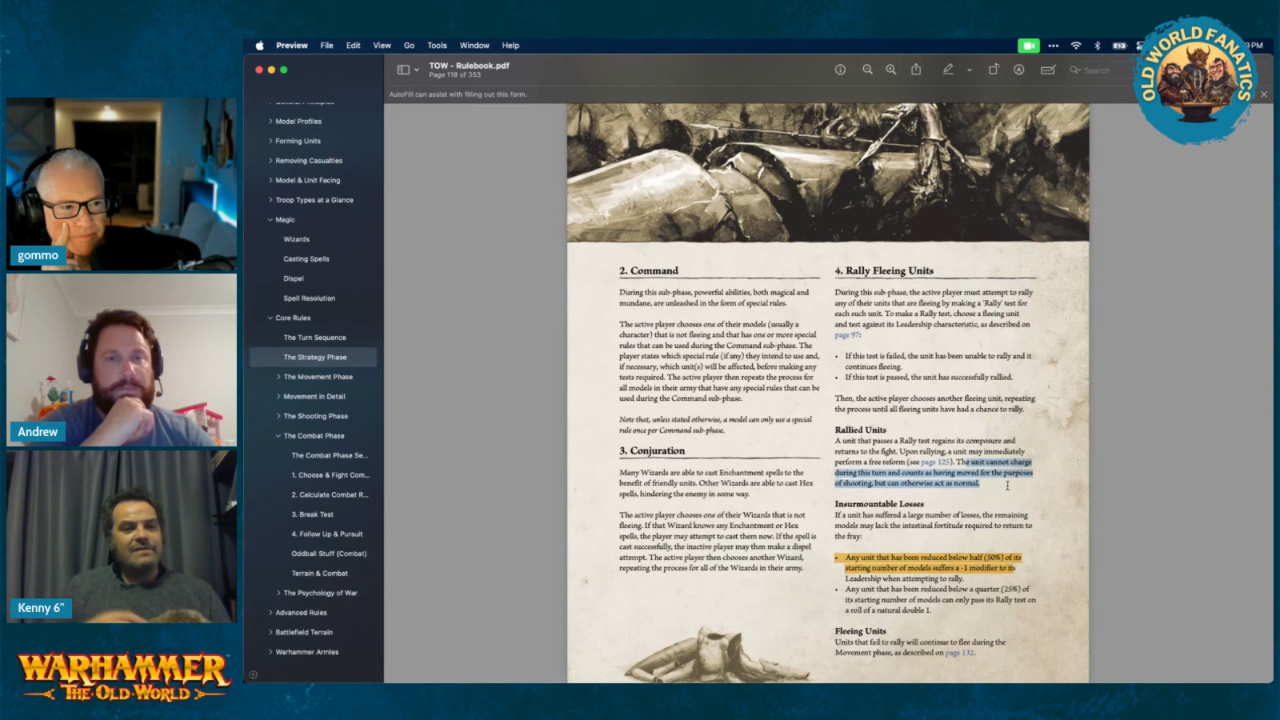 Preview File Edit View Go Tools Window Help
TOW - Rulebook.pdf
Page 118 of 353
Search
PM
OLD WORLD FANATICS
AutoFill can assist with filling out this form.
General Principles
Model Profiles
Forming Units
Removing Casualties
Model & Unit Facing
Troop Types at a Glance
Magic
Wizards
Casting Spells
Dispel
Spell Resolution
Core Rules
The Turn Sequence
The Strategy Phase
The Movement Phase
Movement in Detail
The Shooting Phase
The Combat Phase
The Combat Phase Se...
1. Choose & Fight Com...
2. Calculate Combat R...
3. Break Test
4. Follow Up & Pursuit
Oddball Stuff (Combat)
Terrain & Combat
The Psychology of War
Advanced Rules
Battlefield Terrain
Warhammer Armies
gommo
Andrew
Kenny 6"
WARHAMMER
THE·OLD·WORLD
2. Command
During this sub-phase, powerful abilities, both magical and
mundane, are unleashed in the form of special rules.
The active player chooses one of their models (usually a
character) that is not fleeing and that has one or more special
rules that can be used during the Command sub-phase. The
player states which special rule (if any) they intend to use and,
if necessary, which unit(s) will be affected, before making any
tests required. The active player then repeats the process for
all models in their army that have any special rules that can be
used during the Command sub-phase.
Note that, unless stated otherwise, a model can only use a special
rule once per Command sub-phase.
3. Conjuration
Many Wizards are able to cast Enchantment spells to the
benefit of friendly units. Other Wizards are able to cast Hex
spells, hindering the enemy in some way.
The active player chooses one of their Wizards that is not
fleeing. If that Wizard knows any Enchantment or Hex
spells, the player may attempt to cast them now. If the spell is
cast successfully, the inactive player may then make a dispel
attempt. The active player then chooses another Wizard,
repeating the process for all of the Wizards in their army.
4. Rally Fleeing Units
During this sub-phase, the active player must attempt to rally
any of their units that are fleeing by making a 'Rally' test for
each such unit. To make a Rally test, choose a fleeing unit
and test against its Leadership characteristic, as described on
page 97:
• If this test is failed, the unit has been unable to rally and it
continues fleeing.
• If this test is passed, the unit has successfully rallied.
Then, the active player chooses another fleeing unit, repeating
the process until all fleeing units have had a chance to rally.
Rallied Units
A unit that passes a Rally test regains its composure and
returns to the fight. Upon rallying, a unit may immediately
perform a free reform (see page 125). The unit cannot charge
during this turn and counts as having moved for the purposes
of shooting, but can otherwise act as normal.
Insurmountable Losses
If a unit has suffered a large number of losses, the remaining
models may lack the intestinal fortitude required to return to
the fray:
• Any unit that has been reduced below half (50%) of its
starting number of models suffers a -1 modifier to its
Leadership when attempting to rally.
• Any unit that has been reduced below a quarter (25%) of
its starting number of models can only pass its Rally test on
a roll of a natural double 1.
Fleeing Units
Units that fail to rally will continue to flee during the
Movement phase, as described on page 132.